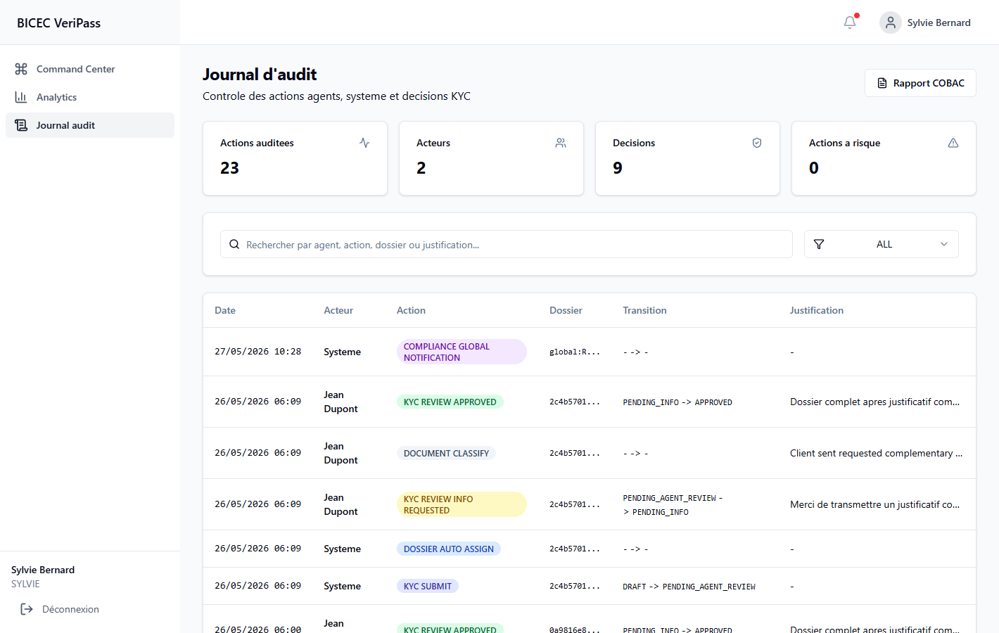 BICEC VeriPass
Sylvie Bernard
Command Center
Analytics
Journal audit
Journal d'audit
Controle des actions agents, systeme et decisions KYC
Rapport COBAC
Actions auditees
23
Acteurs
2
Decisions
9
Actions a risque
0
Rechercher par agent, action, dossier ou justification...
ALL
Date Acteur Action Dossier Transition Justification
27/05/2026 10:28 Systeme COMPLIANCE GLOBAL NOTIFICATION global:R... - -> - -
26/05/2026 06:09 Jean Dupont KYC REVIEW APPROVED 2c4b5701... PENDING_INFO -> APPROVED Dossier complet apres justificatif com...
26/05/2026 06:09 Jean Dupont DOCUMENT CLASSIFY 2c4b5701... - -> - Client sent requested complementary ...
26/05/2026 06:09 Jean Dupont KYC REVIEW INFO REQUESTED 2c4b5701... PENDING_AGENT_REVIEW -> PENDING_INFO Merci de transmettre un justificatif co...
26/05/2026 06:09 Systeme DOSSIER AUTO ASSIGN 2c4b5701... - -> - -
26/05/2026 06:09 Systeme KYC SUBMIT 2c4b5701... DRAFT -> PENDING_AGENT_REVIEW -
26/05/2026 06:00 Jean KYC REVIEW APPROVED 0a9816e8... PENDING_INFO -> APPROVED Dossier complet apres justificatif com...
Sylvie Bernard
SYLVIE
Déconnexion